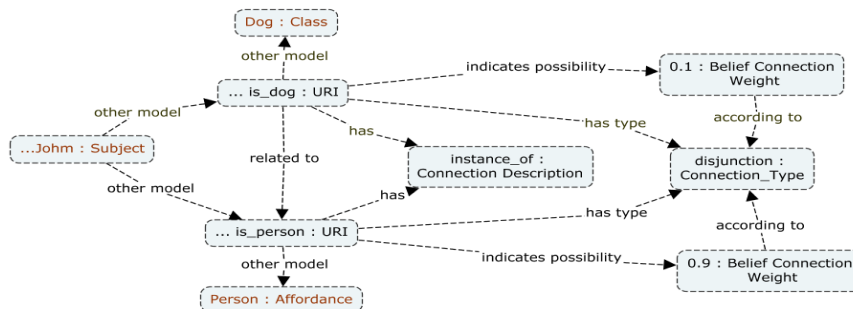 Dog : Class
other model
indicates possibility
0.1 : Belief Connection
Weight
... is_dog : URI
other model
has
has type
according to
...Johm : Subject
related to
instance_of :
Connection Description
disjunction :
Connection_Type
other model
has
has type
according to
... is_person : URI
other model
indicates possibility
0.9 : Belief Connection
Weight
Person : Affordance